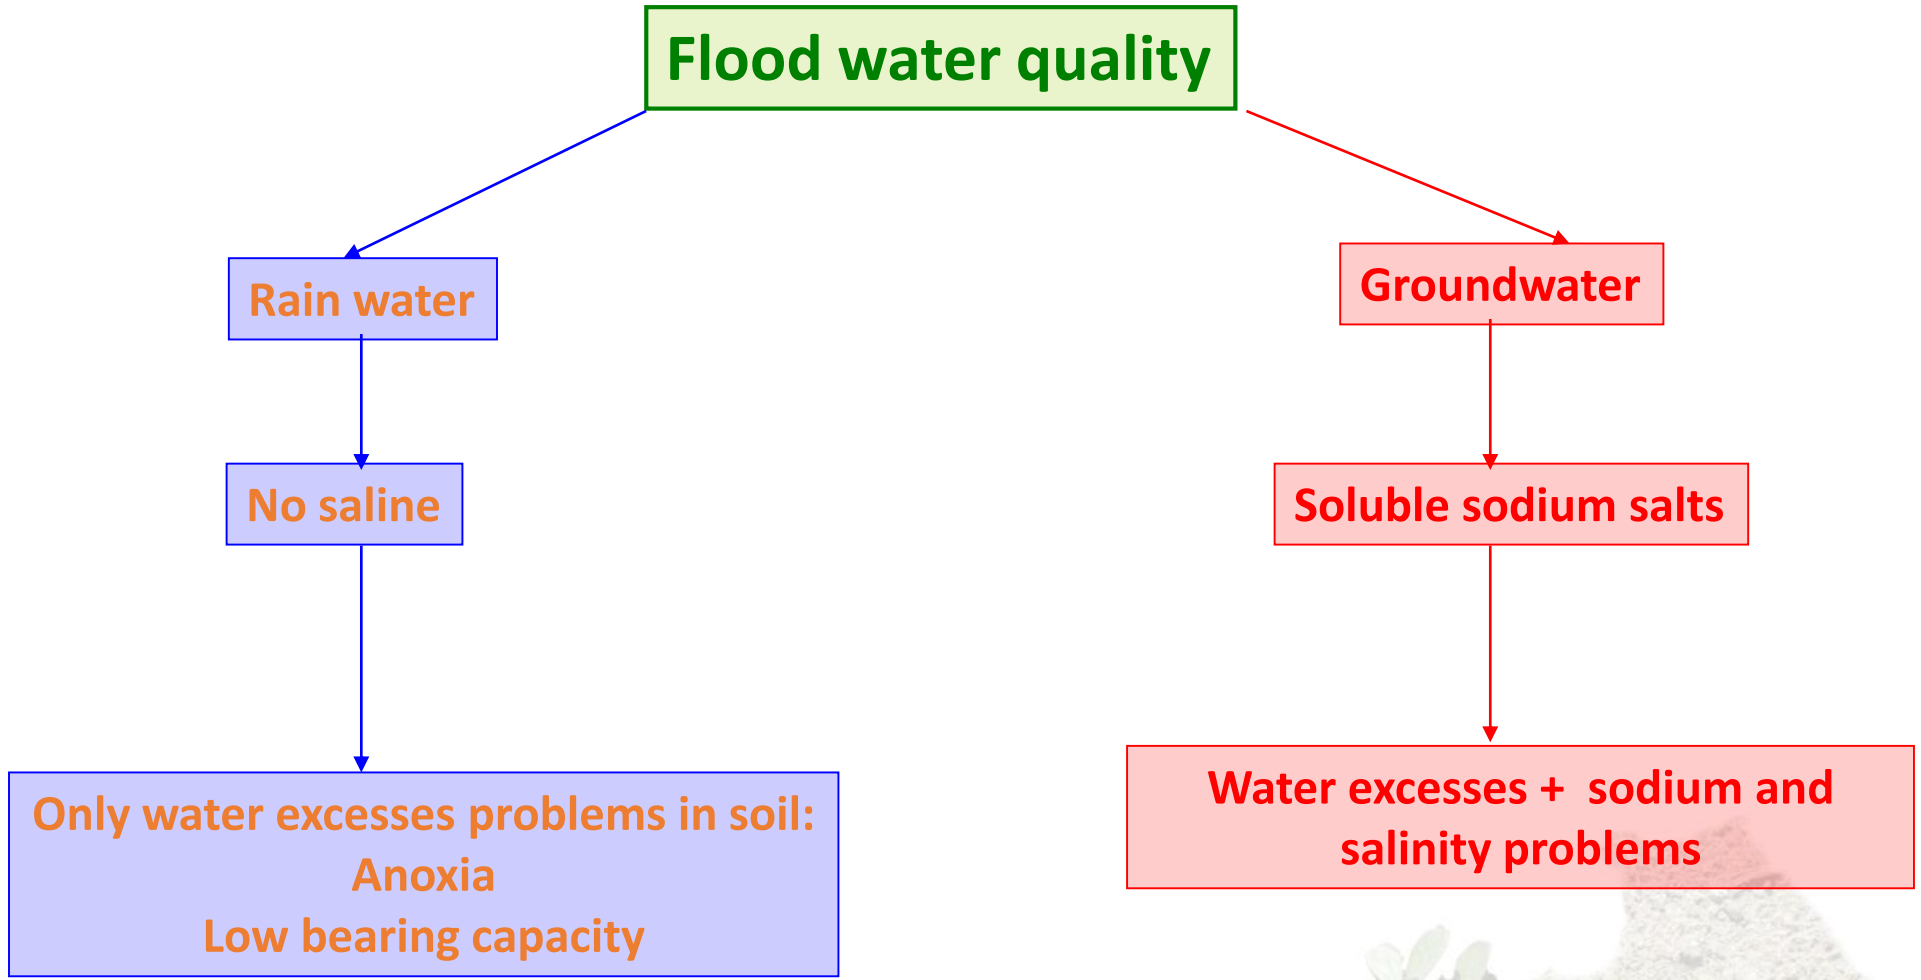 Flood water quality
Rain water
Groundwater
No saline
Soluble sodium salts
Only water excesses problems in soil:
Anoxia
Low bearing capacity
Water excesses + sodium and
salinity problems